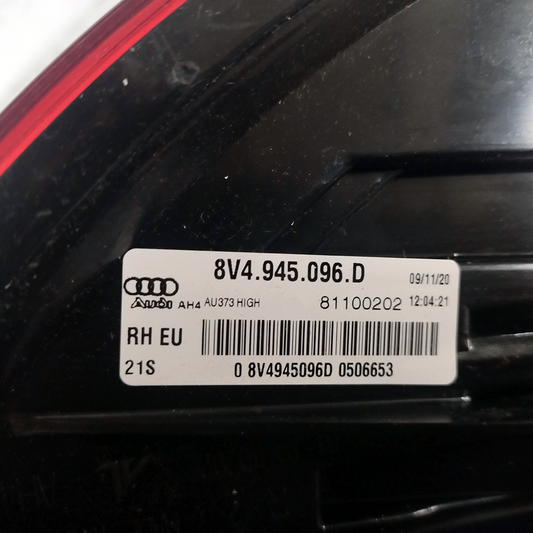 8V4.945.096.D
09/11/20
Audi AH4 AU373 HIGH 81100202 12:04:21
RH EU
21S 0 8V4945096D 0506653